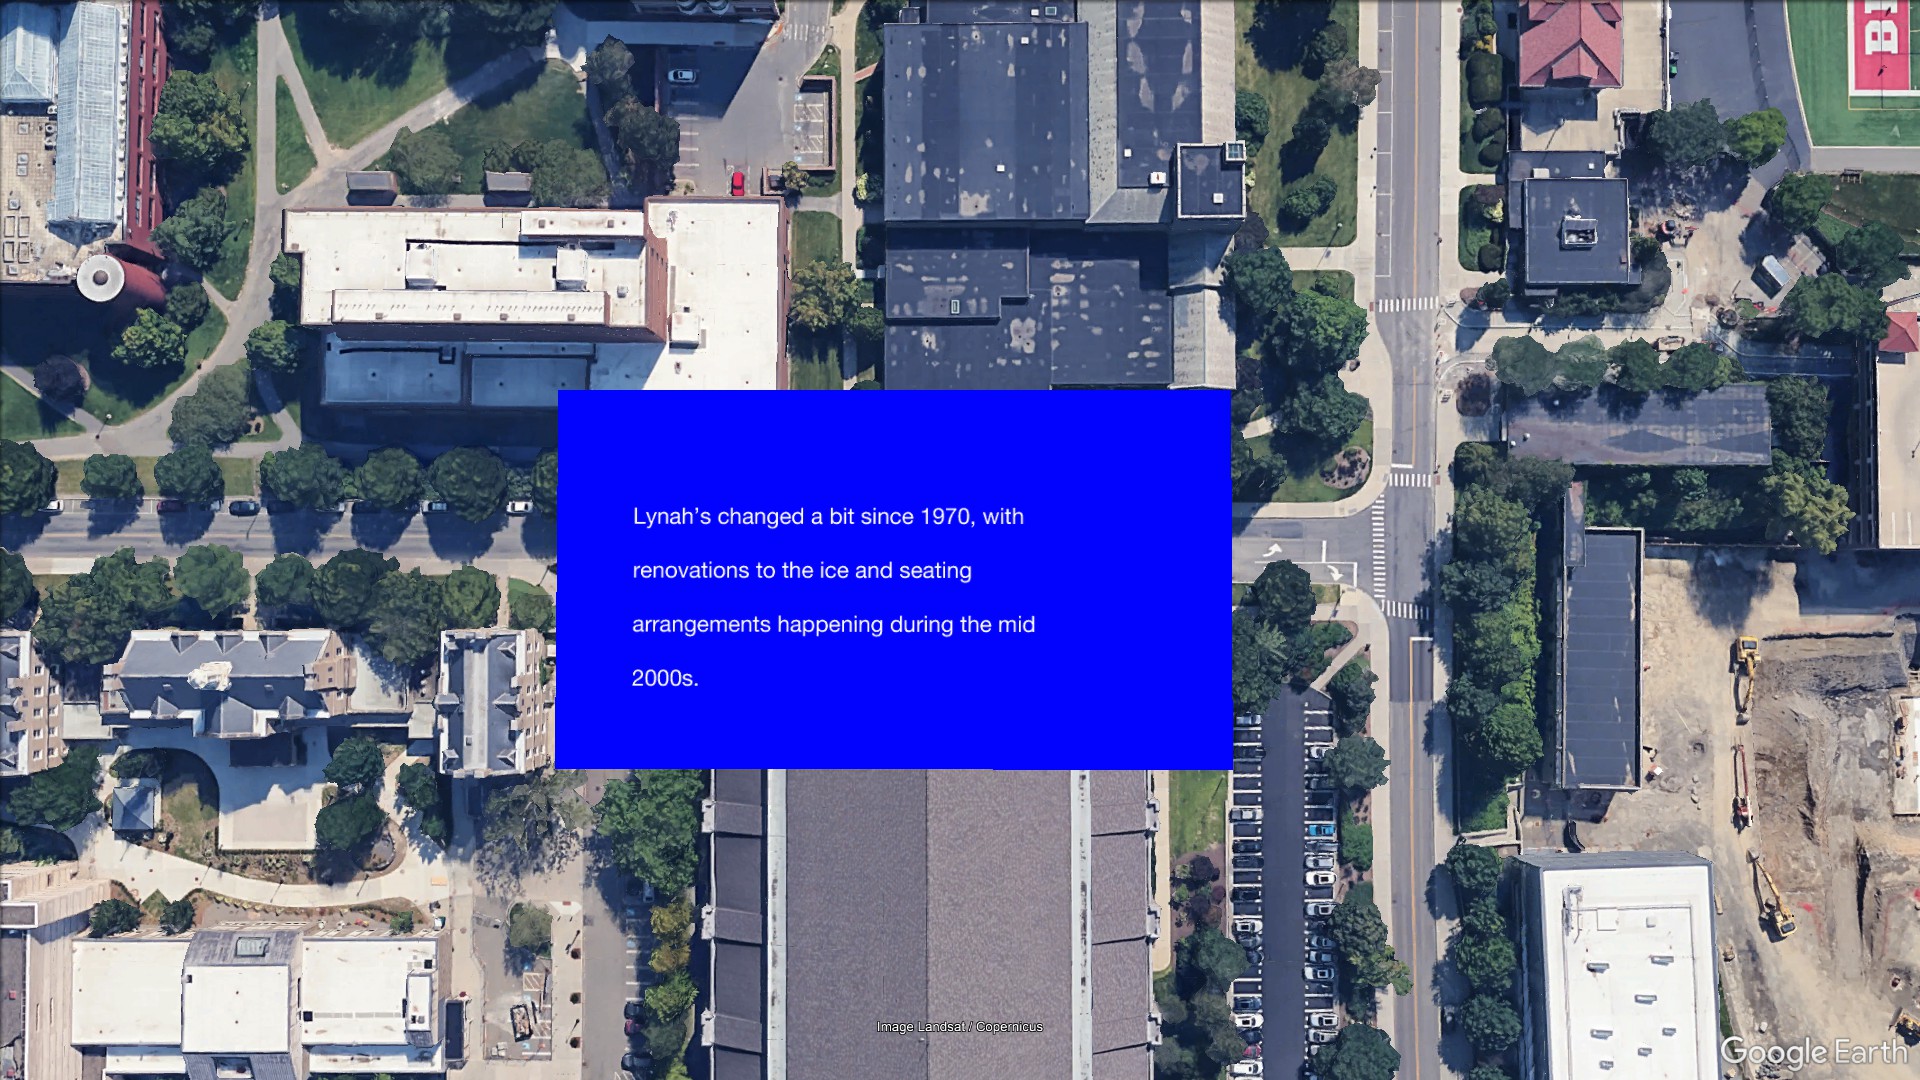 Lynah’s changed a bit since 1970, with
renovations to the ice and seating
arrangements happening during the mid
2000s.
Image Landsat / Copernicus
Google Earth